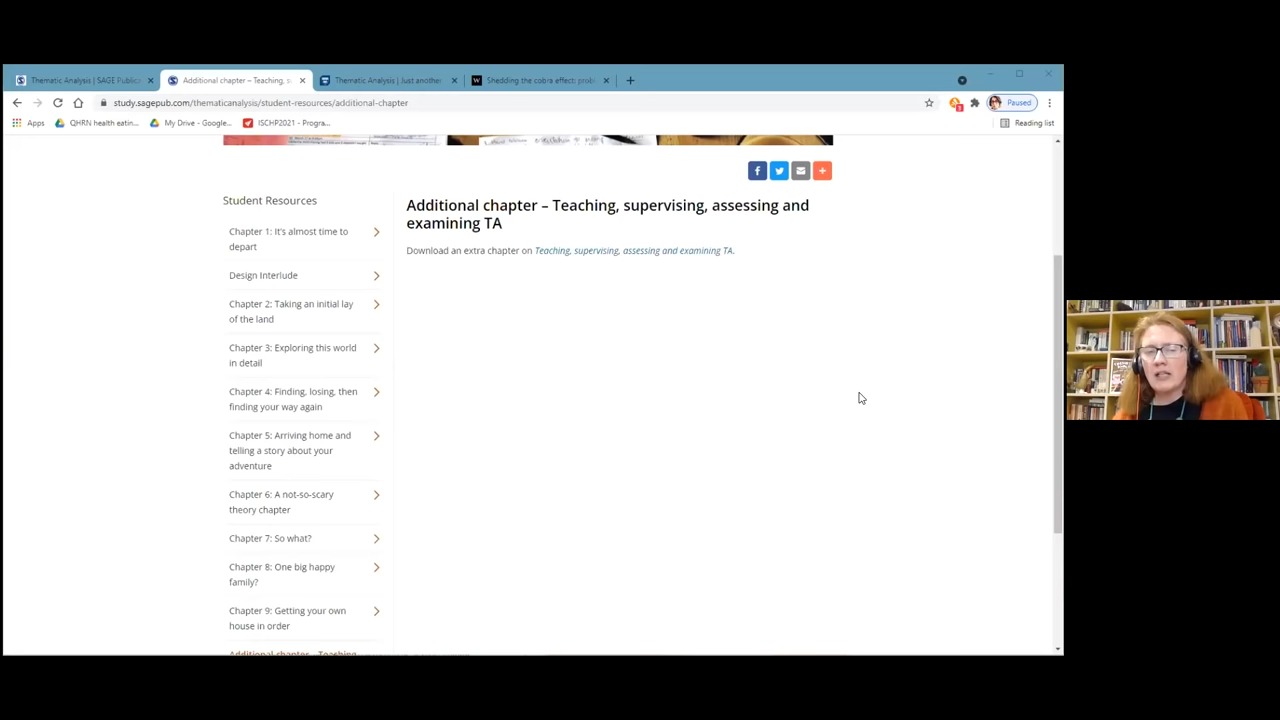 Thematic Analysis | SAGE Public
Additional chapter – Teaching, s
Thematic Analysis | Just another
Shedding the cobra effect: prob
study.sagepub.com/thematicanalysis/student-resources/additional-chapter
Paused
Apps
QHRN health eatin...
My Drive - Google...
ISCHP2021 - Progra...
Reading list
Student Resources
Chapter 1: It's almost time to
depart
Design Interlude
Chapter 2: Taking an initial lay
of the land
Chapter 3: Exploring this world
in detail
Chapter 4: Finding, losing, then
finding your way again
Chapter 5: Arriving home and
telling a story about your
adventure
Chapter 6: A not-so-scary
theory chapter
Chapter 7: So what?
Chapter 8: One big happy
family?
Chapter 9: Getting your own
house in order
Additional chapter – Teaching
Additional chapter – Teaching, supervising, assessing and
examining TA
Download an extra chapter on Teaching, supervising, assessing and examining TA.